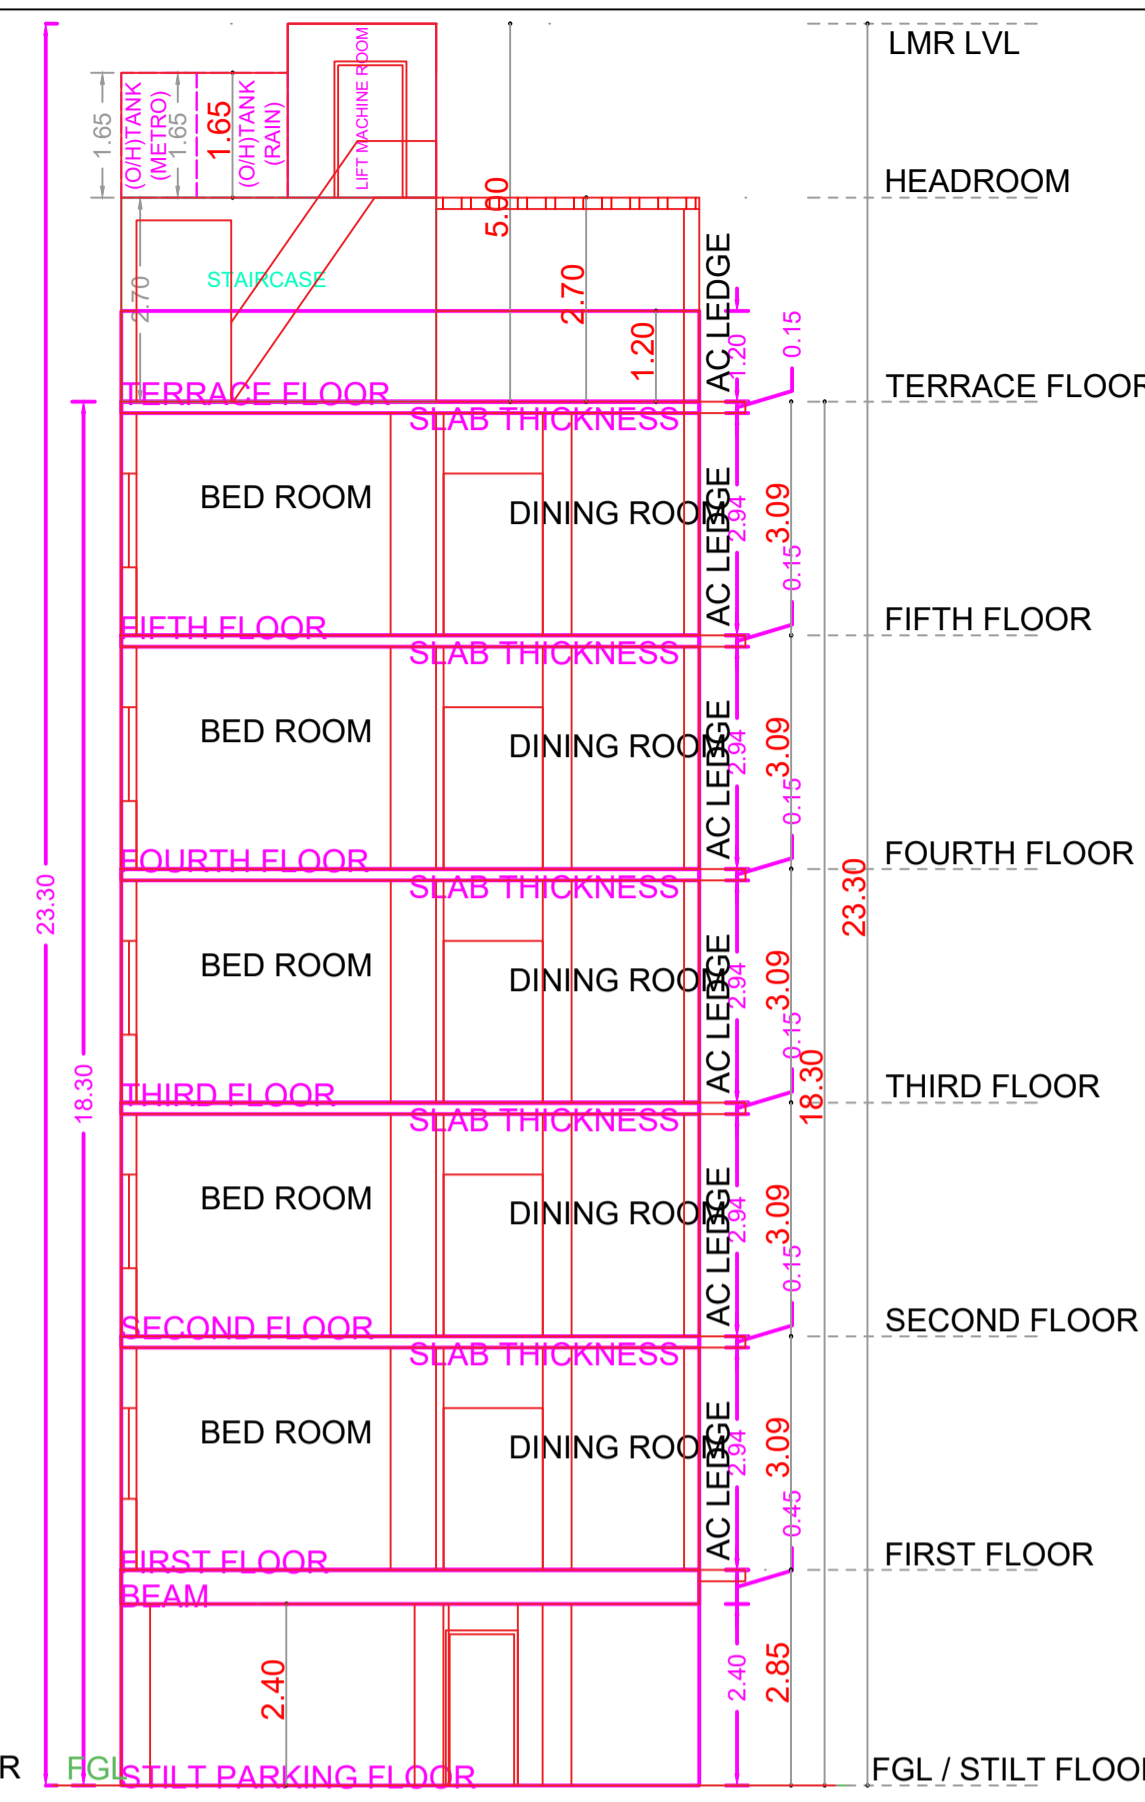 LMR LVL
LIFT MACHINE ROOM
1.65
(O/H)TANK
(METRO)
1.65
1.65
(O/H)TANK
(RAIN)
HEADROOM
5.00
STAIRCASE
2.70
2.70
1.20
AC LEDGE
1.20
0.15
TERRACE FLOOR
TERRACE FLOOR
SLAB THICKNESS
BED ROOM
DINING ROOM
AC LEDGE
2.94
3.09
0.15
FIFTH FLOOR
FIFTH FLOOR
SLAB THICKNESS
BED ROOM
DINING ROOM
AC LEDGE
2.94
3.09
0.15
FOURTH FLOOR
FOURTH FLOOR
23.30
23.30
SLAB THICKNESS
BED ROOM
DINING ROOM
AC LEDGE
2.94
3.09
0.15
18.30
18.30
THIRD FLOOR
THIRD FLOOR
SLAB THICKNESS
BED ROOM
DINING ROOM
AC LEDGE
2.94
3.09
0.15
SECOND FLOOR
SECOND FLOOR
SLAB THICKNESS
BED ROOM
DINING ROOM
AC LEDGE
2.94
3.09
0.45
FIRST FLOOR
FIRST FLOOR
BEAM
2.40
2.40
2.85
R
FGL
STILT PARKING FLOOR
FGL / STILT FLOO